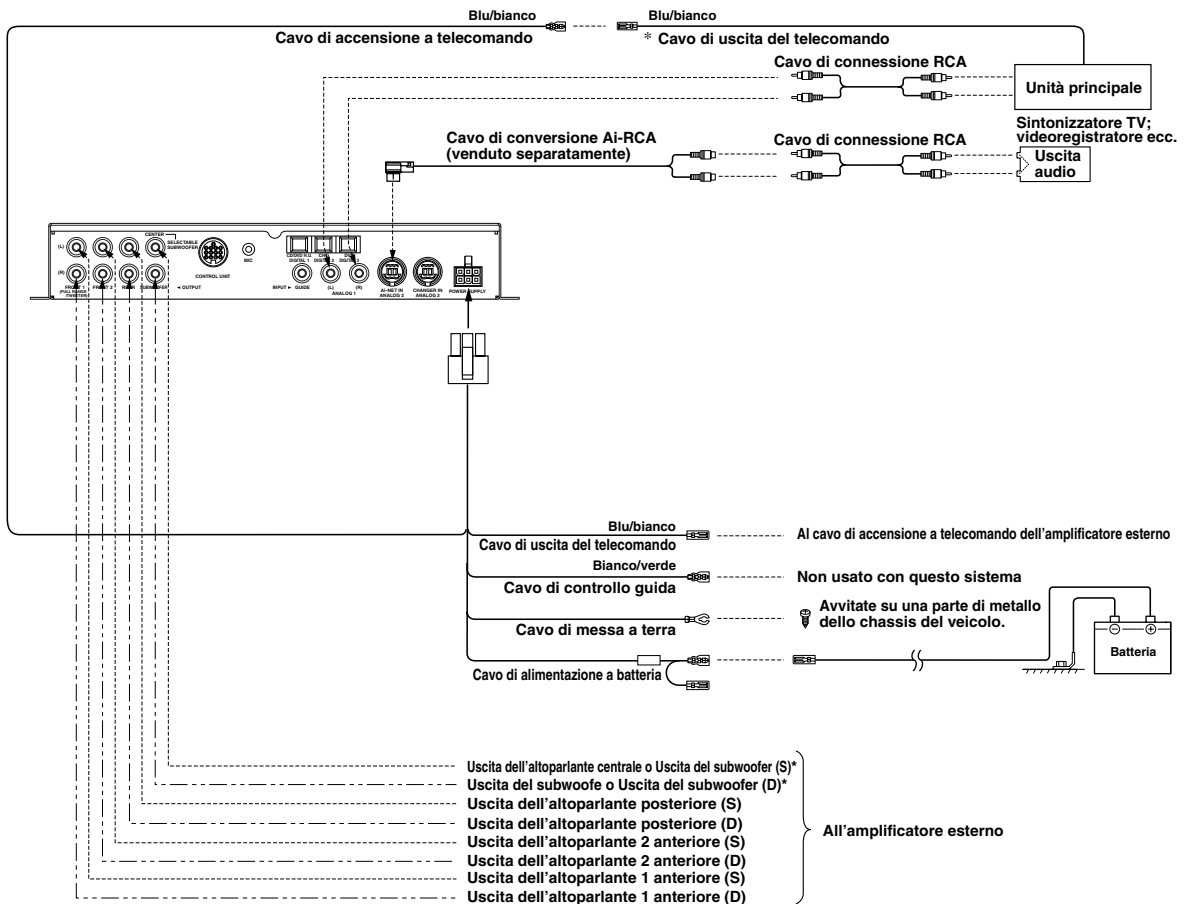 Blu/bianco
Cavo di accensione a telecomando
Blu/bianco
* Cavo di uscita del telecomando
Cavo di connessione RCA
Unità principale
Sintonizzatore TV;
videoregistratore ecc.
Cavo di conversione Ai-RCA
(venduto separatamente)
Cavo di connessione RCA
Uscita
audio
(L)
(R)
CENTER
SELECTABLE
SUBWOOFER
CONTROL UNIT
MIC
DIGITAL 1
INPUT ► GUIDE
(L)
(R)
ANALOG 1
AI-NET IN
ANALOG 2
CHANGER IN
ANALOG 3
POWER SUPPLY
(FULL RANGE
/TWEETER)
SUBWOOFER
◄ OUTPUT
Blu/bianco
Cavo di uscita del telecomando
Al cavo di accensione a telecomando dell'amplificatore esterno
Bianco/verde
Cavo di controllo guida
Non usato con questo sistema
Cavo di messa a terra
Avvitate su una parte di metallo
dello chassis del veicolo.
Cavo di alimentazione a batteria
Batteria
Uscita dell'altoparlante centrale o Uscita del subwoofer (S)*
Uscita del subwoofe o Uscita del subwoofer (D)*
Uscita dell'altoparlante posteriore (S)
Uscita dell'altoparlante posteriore (D)
Uscita dell'altoparlante 2 anteriore (S)
Uscita dell'altoparlante 2 anteriore (D)
Uscita dell'altoparlante 1 anteriore (S)
Uscita dell'altoparlante 1 anteriore (D)
All'amplificatore esterno